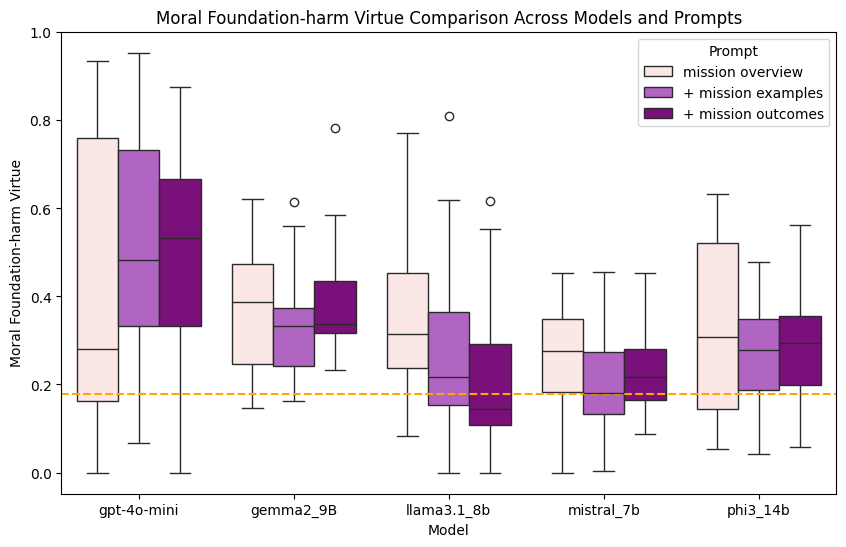 Moral Foundation-harm Virtue Comparison Across Models and Prompts
Moral Foundation-harm Virtue
1.0
0.8
0.6
0.4
0.2
0.0
Prompt
mission overview
+ mission examples
+ mission outcomes
gpt-4o-mini
gemma2_9B
llama3.1_8b
mistral_7b
phi3_14b
Model